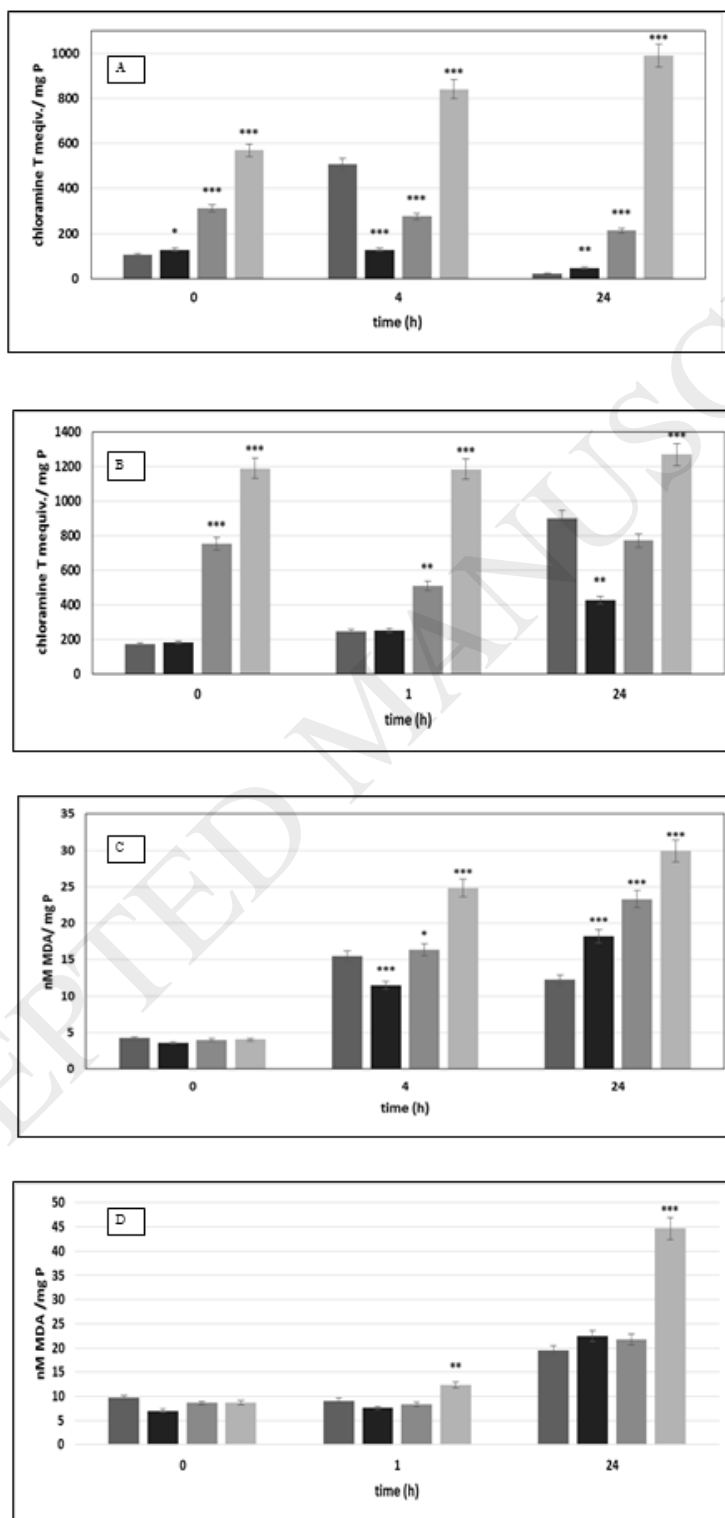 A
chloramine T meqiv./ mg P
1000
800
600
400
200
0
* *** ***
*** *** ***
** *** ***
0 4 24
time (h)
B
chloramine T mequiv./ mg P
1400
1200
1000
800
600
400
200
0
*** ***
** ***
** ***
0 1 24
time (h)
C
nM MDA/ mg P
35
30
25
20
15
10
5
0
*** * ***
*** *** ***
0 4 24
time (h)
D
nM MDA /mg P
50
45
40
35
30
25
20
15
10
5
0
**
***
0 1 24
time (h)
EPTED MANUSC